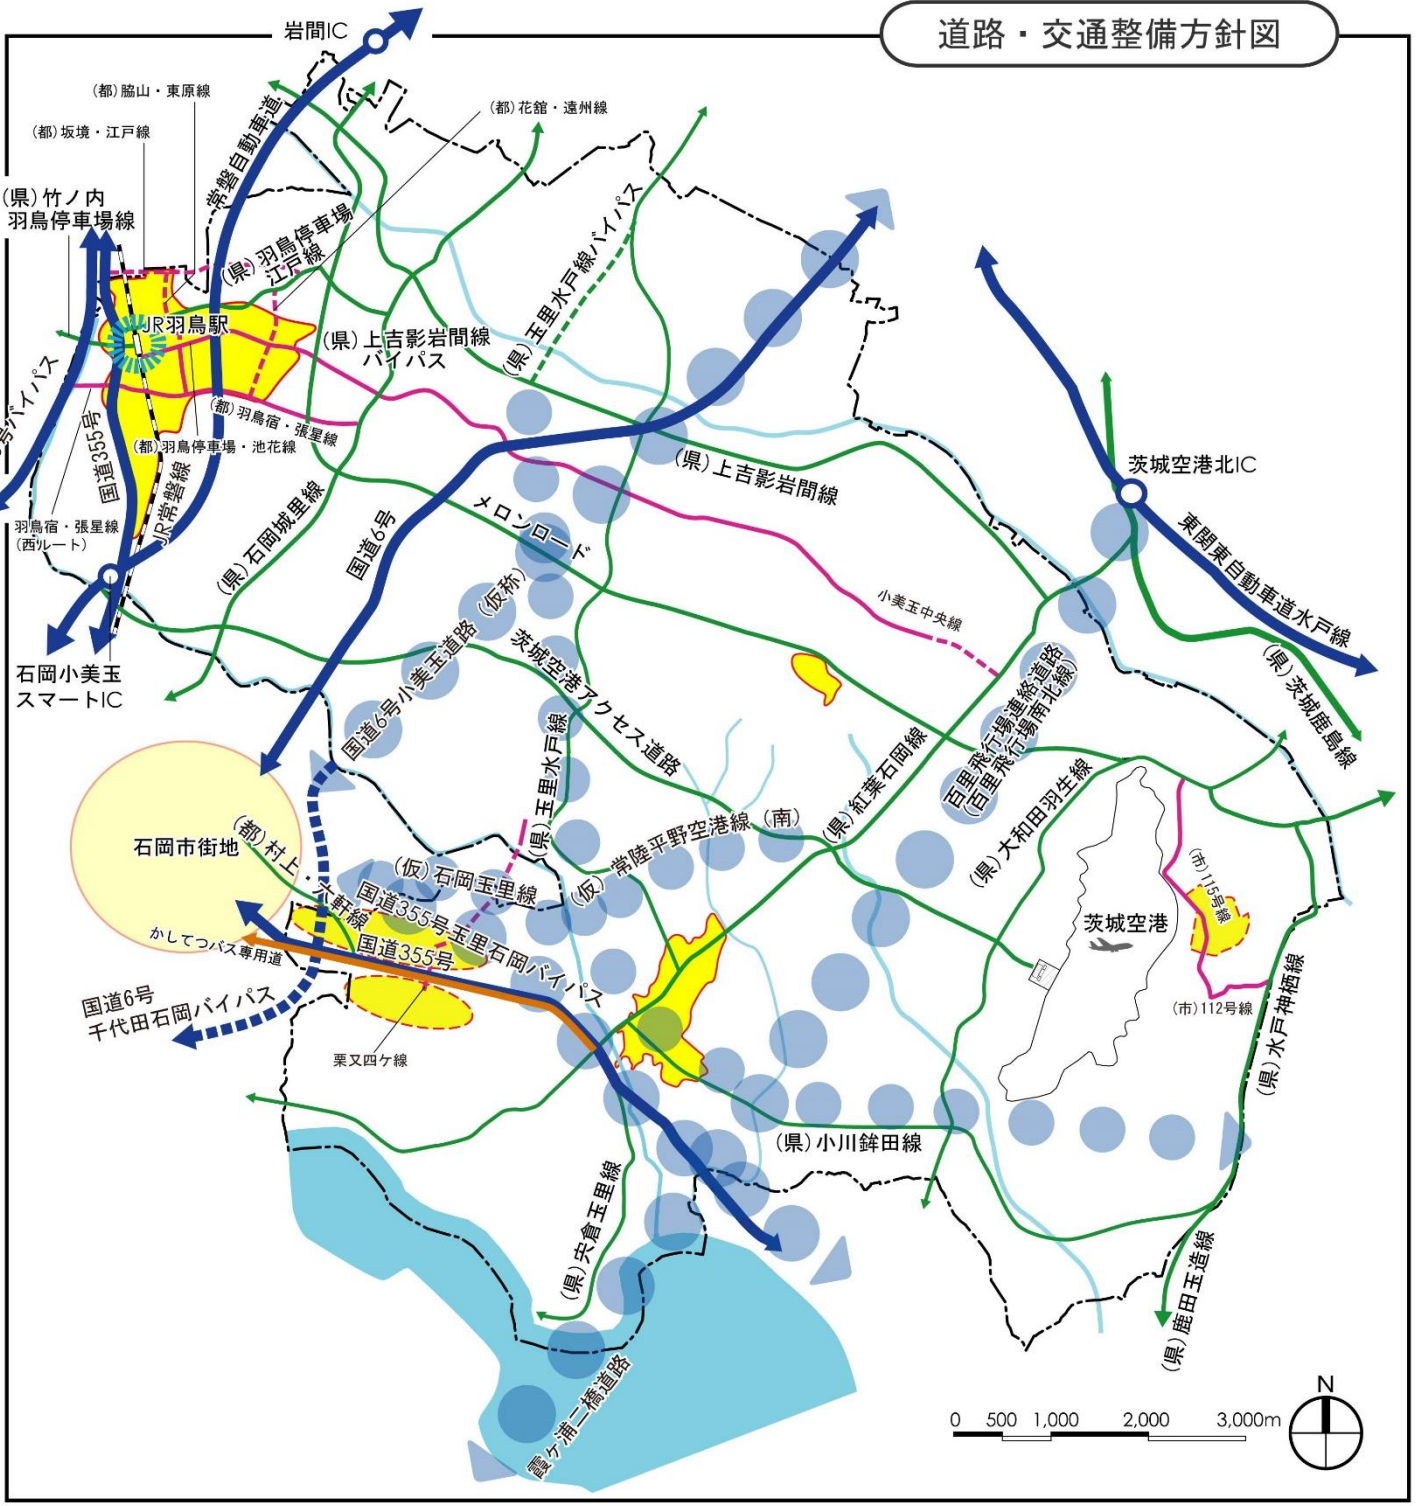 道路・交通整備方針図
岩間IC
(都)脇山・東原線
(都)花舘・遠州線
(都)坂境・江戸線
常磐自動車道
(県)竹ノ内
羽鳥停車場線
(県)羽鳥停車場
江戸線
(県)玉里水戸線バイパス
JR羽鳥駅
(県)上吉影岩間線
バイパス
号バイパス
国道355号
(都)羽鳥宿・張星線
(都)羽鳥停車場・池花線
JR常磐線
羽鳥宿・張星線
(西ルート)
(県)石岡城里線
国道6号
メロンロード
(県)上吉影岩間線
茨城空港北IC
東関東自動車道水戸線
小美玉中央線
(県)茨城鹿島線
石岡小美玉
スマートIC
国道6号小美玉道路(仮称)
茨城空港アクセス道路
百里飛行場連絡道路
(百里飛行場南北線)
(県)玉里水戸線
(県)紅葉石岡線
(県)大和田羽生線
石岡市街地
(都)村上・六軒線
(仮)石岡玉里線
(仮)常陸平野空港線(南)
国道355号玉里石岡バイパス
国道355号
かしてつバス専用道
茨城空港
(市)115号線
(市)112号線
国道6号
千代田石岡バイパス
栗又四ケ線
(県)水戸神栖線
(県)小川鉾田線
(県)宍倉玉里線
(県)鹿田玉造線
霞ヶ浦二橋道路
N
0 500 1,000 2,000 3,000m